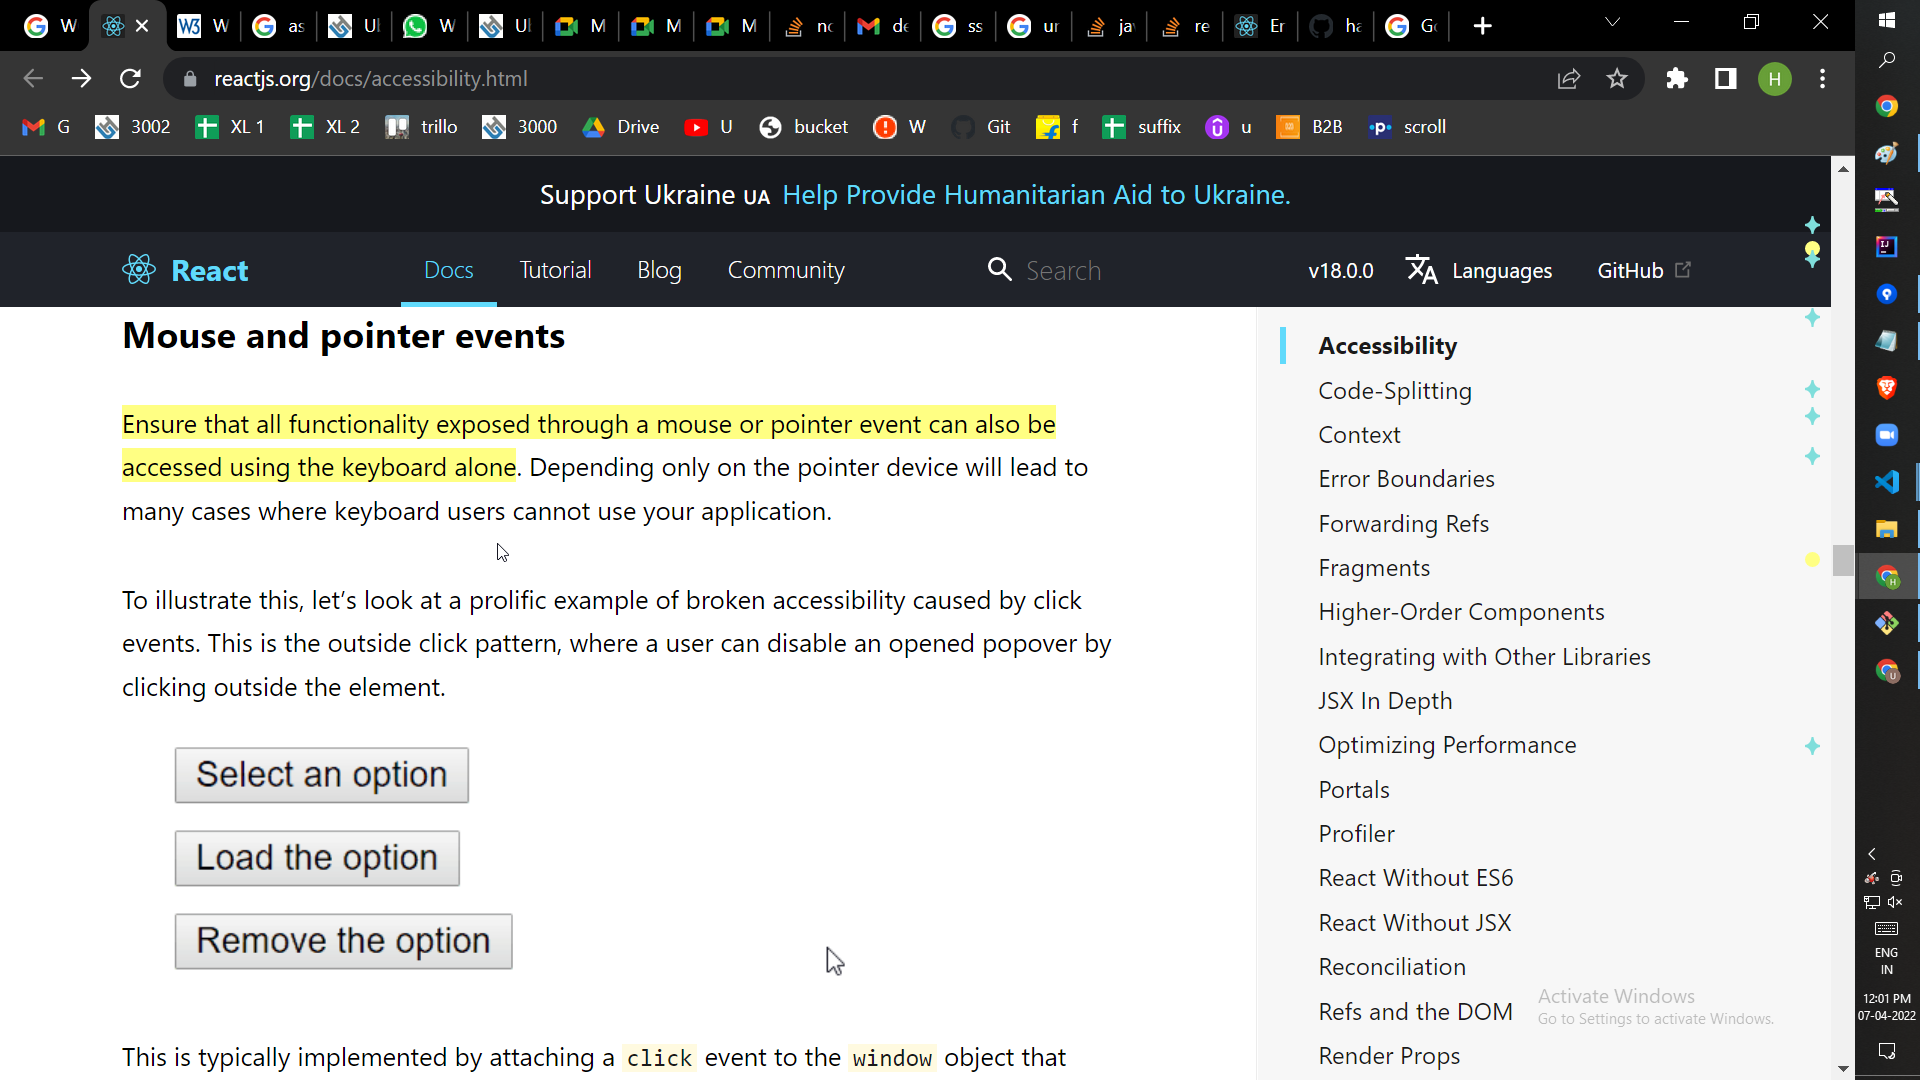 W
W
as
Ul
W
Ul
M
M
M
nc
de
ss
ur
ja
re
Er
ha
Go
reactjs.org/docs/accessibility.html
H
G
3002
XL 1
XL 2
trillo
3000
Drive
U
bucket
W
Git
f
suffix
u
B2B
scroll
Support Ukraine UA Help Provide Humanitarian Aid to Ukraine.
React
Docs
Tutorial
Blog
Community
Search
v18.0.0
Languages
GitHub
Mouse and pointer events
Ensure that all functionality exposed through a mouse or pointer event can also be
accessed using the keyboard alone. Depending only on the pointer device will lead to
many cases where keyboard users cannot use your application.
To illustrate this, let’s look at a prolific example of broken accessibility caused by click
events. This is the outside click pattern, where a user can disable an opened popover by
clicking outside the element.
Select an option
Load the option
Remove the option
This is typically implemented by attaching a click event to the window object that
Accessibility
Code-Splitting
Context
Error Boundaries
Forwarding Refs
Fragments
Higher-Order Components
Integrating with Other Libraries
JSX In Depth
Optimizing Performance
Portals
Profiler
React Without ES6
React Without JSX
Reconciliation
Refs and the DOM
Render Props
Activate Windows
Go to Settings to activate Windows.
ENG
IN
12:01 PM
07-04-2022